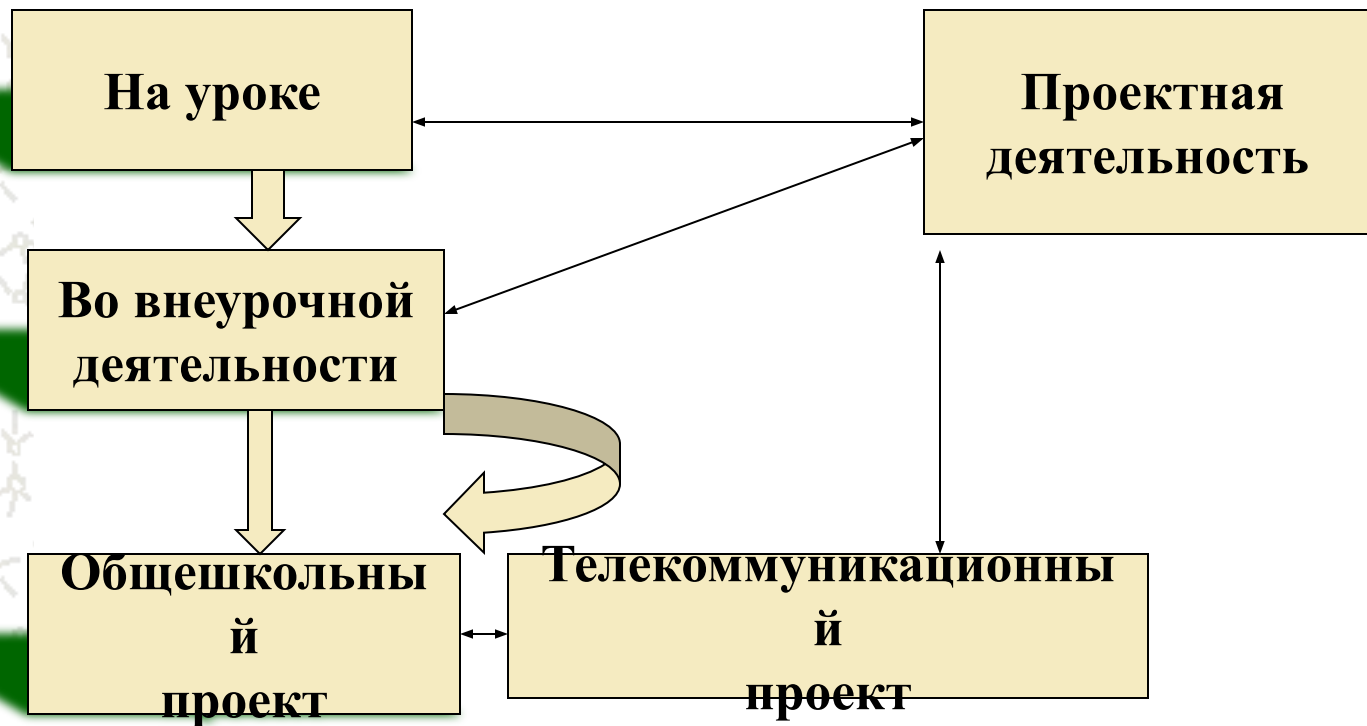 На уроке
Проектная
деятельность
Во внеурочной
деятельности
Общешкольны
й
проект
Телекоммуникационны
й
проект